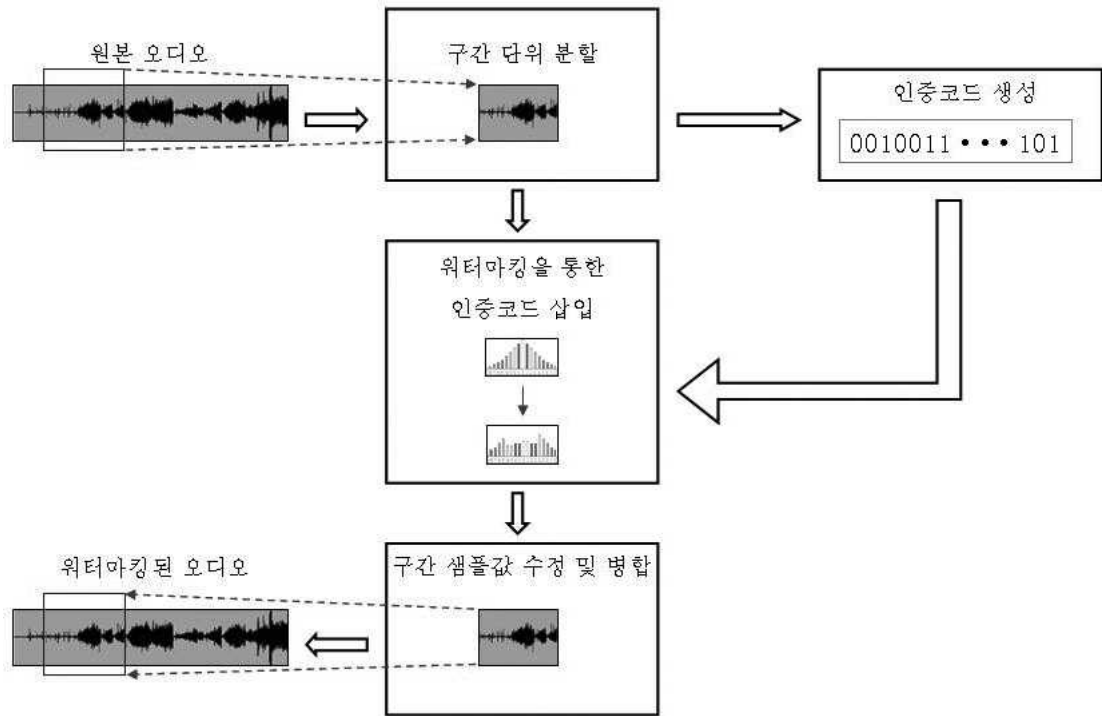 원본 오디오
구간 단위 분할
인증코드 생성
0010011 • • • 101
워터마킹을 통한
인증코드 삽입
구간 샘플값 수정 및 병합
워터마킹된 오디오